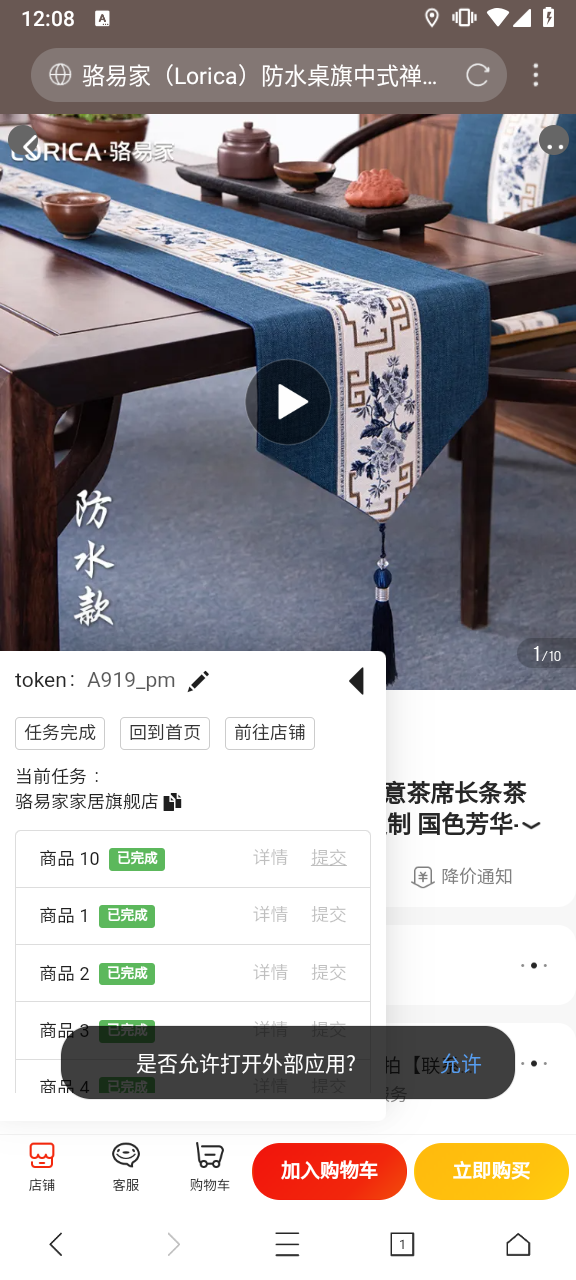 12:08
A
骆易家（Lorica）防水桌旗中式禅...
LORICA·骆易家
防
水
款
1/10
token： A919_pm
任务完成 回到首页 前往店铺
当前任务：
骆易家家居旗舰店
意茶席长条茶
制 国色芳华·
降价通知
商品 10 已完成 详情 提交
商品 1 已完成 详情 提交
商品 2 已完成 详情 提交
商品 3 已完成 详情 提交
是否允许打开外部应用? 允许
商品 4 已完成 详情 提交
店铺 客服 购物车 加入购物车 立即购买
1